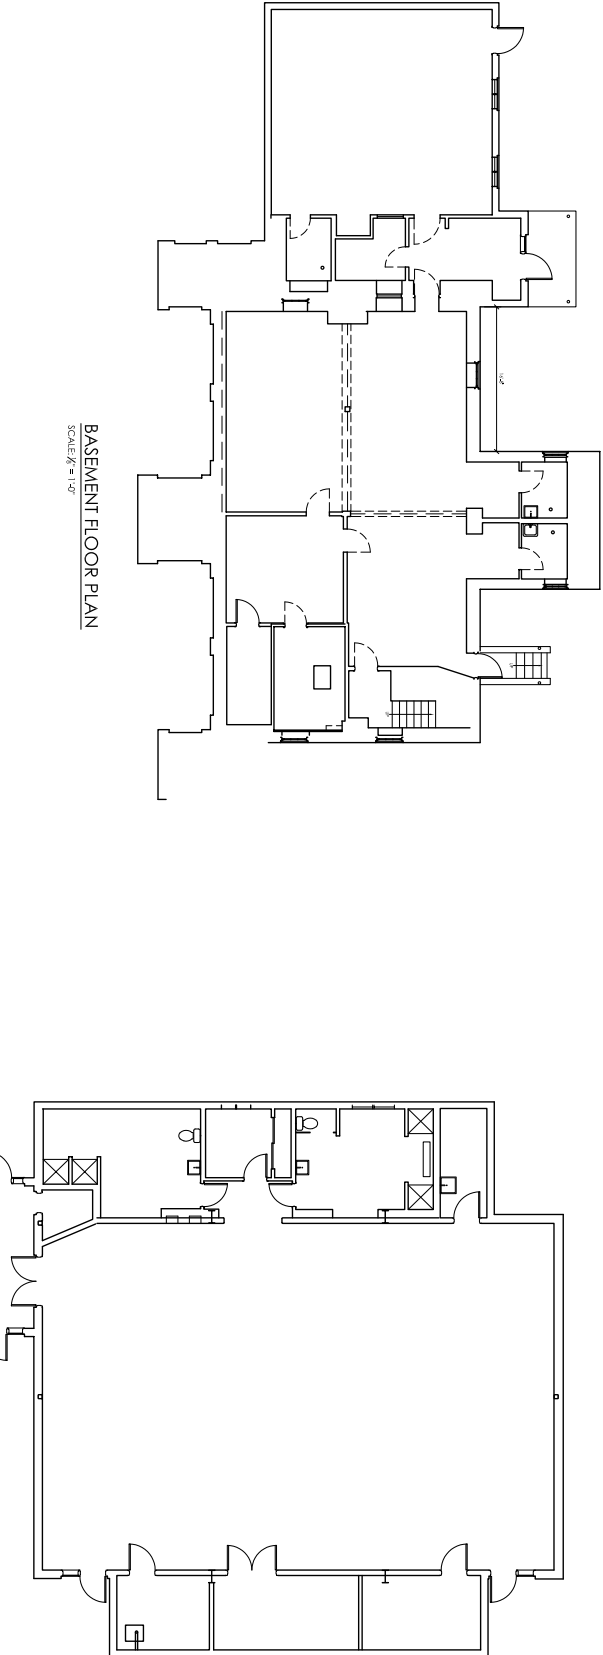 BASEMENT FLOOR PLAN
SCALE: ⅛" = 1'-0"